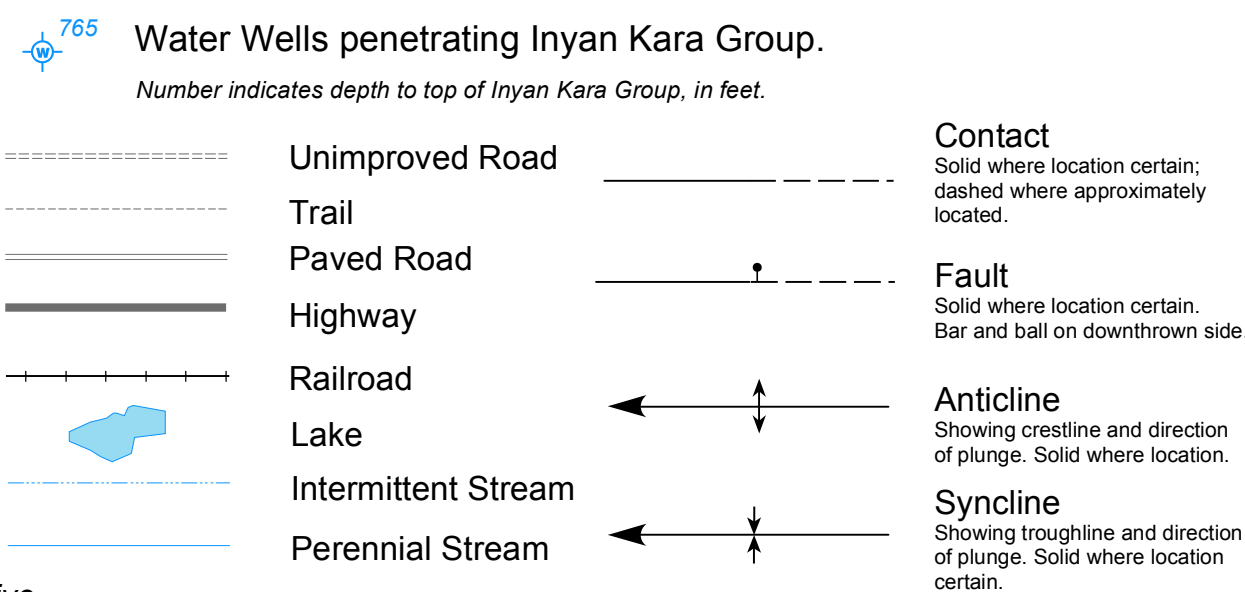 765
Water Wells penetrating Inyan Kara Group.
Number indicates depth to top of Inyan Kara Group, in feet.
Unimproved Road
Trail
Paved Road
Highway
Railroad
Lake
Intermittent Stream
Perennial Stream
Contact
Solid where location certain;
dashed where approximately
located.
Fault
Solid where location certain.
Bar and ball on downthrown side.
Anticline
Showing crestline and direction
of plunge. Solid where location.
Syncline
Showing troughline and direction
of plunge. Solid where location
certain.
W